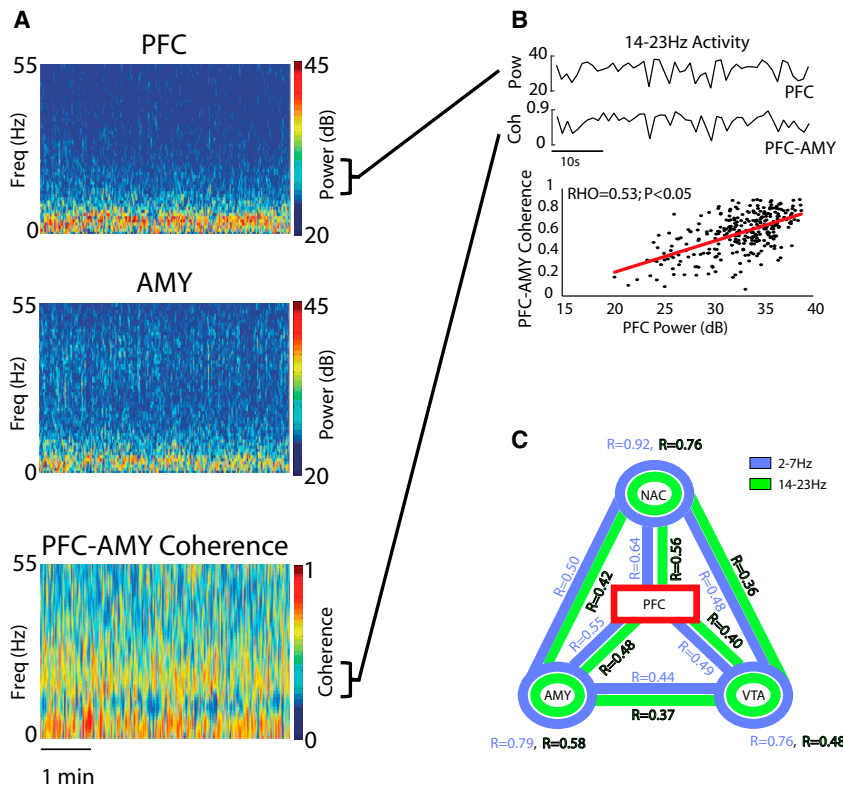 A
PFC
55
Freq (Hz)
0
45
Power (dB)
20
AMY
55
Freq (Hz)
0
45
Power (dB)
20
PFC-AMY Coherence
55
Freq (Hz)
0
1
Coherence
0
1 min
B
14-23Hz Activity
40
Pow
20
PFC
0.9
Coh
0
PFC-AMY
10s
RHO=0.53; P<0.05
PFC-AMY Coherence
1
0.8
0.6
0.4
0.2
0
15 20 25 30 35 40
PFC Power (dB)
C
R=0.92, R=0.76
2-7Hz
14-23Hz
NAC
R=0.50
R=0.42
R=0.64
R=0.56
R=0.48
R=0.36
PFC
R=0.55
R=0.48
R=0.40
R=0.49
R=0.44
AMY
VTA
R=0.37
R=0.79, R=0.58
R=0.76, R=0.48